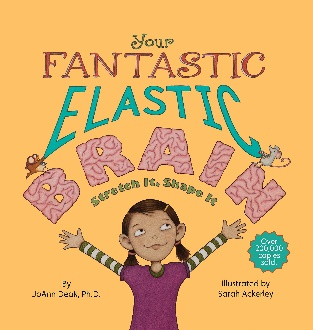 Your
FANTASTIC
ELASTIC
BRAIN
Stretch It, Shape It
Over
200,000
copies
sold.
By
JoAnn Deak, Ph.D.
Illustrated by
Sarah Ackerley